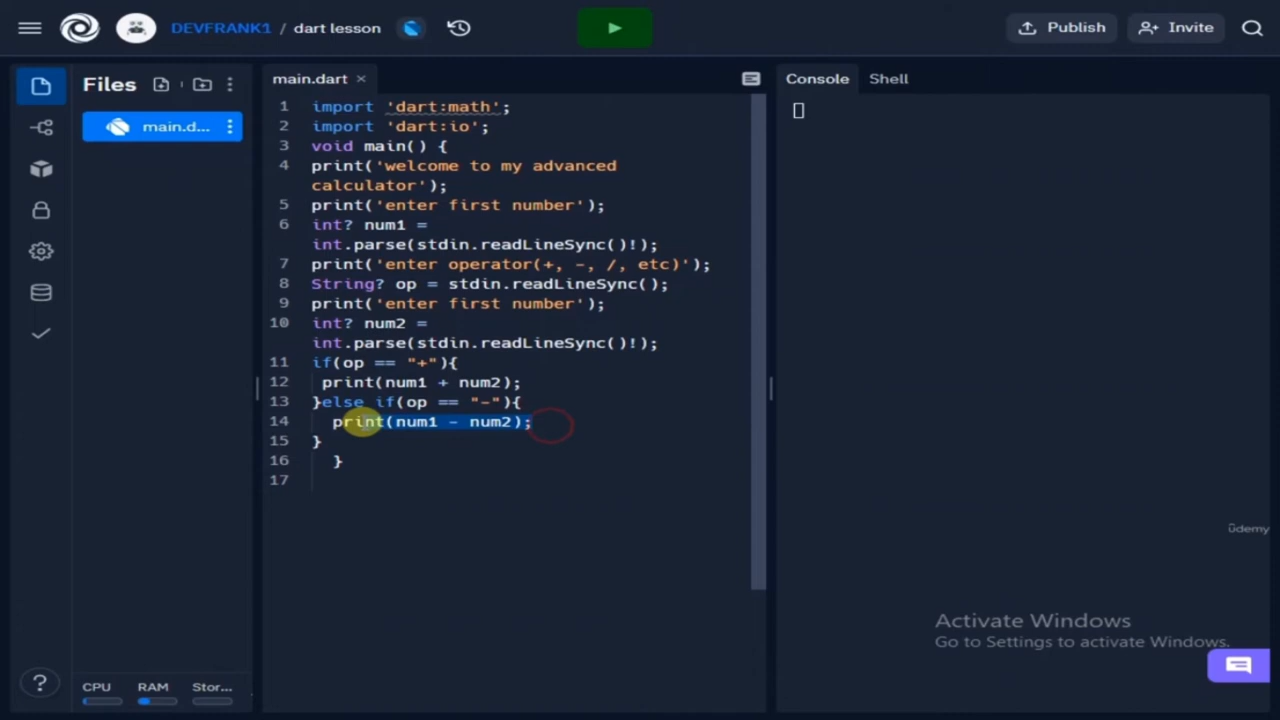 DEVFRANK1 / dart lesson
Publish
Invite
Files
main.d...
main.dart
Console
Shell
1 import 'dart:math';
2 import 'dart:io';
3 void main() {
4 print('welcome to my advanced
calculator');
5 print('enter first number');
6 int? num1 =
int.parse(stdin.readLineSync()!);
7 print('enter operator(+, -, /, etc)');
8 String? op = stdin.readLineSync();
9 print('enter first number');
10 int? num2 =
int.parse(stdin.readLineSync()!);
11 if(op == "+"){
12 print(num1 + num2);
13 }else if(op == "-"){
14 print(num1 - num2);
15 }
16 }
17
ûdemy
Activate Windows
Go to Settings to activate Windows.
?
CPU RAM Stor...